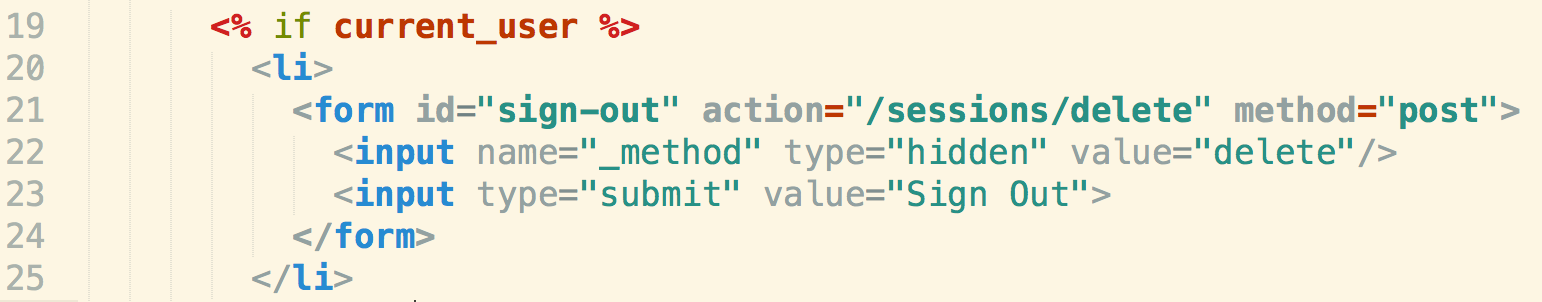 19 <% if current_user %>
20 <li>
21 <form id="sign-out" action="/sessions/delete" method="post">
22 <input name="_method" type="hidden" value="delete"/>
23 <input type="submit" value="Sign Out">
24 </form>
25 </li>